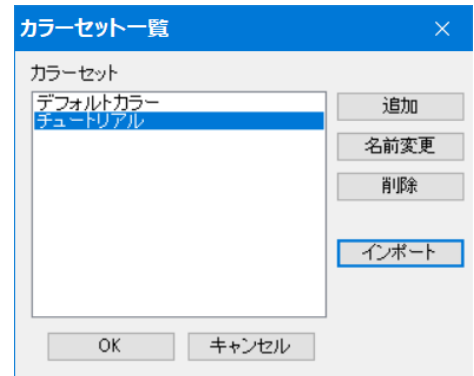 カラーセット一覧
カラーセット
デフォルトカラー
チュートリアル
追加
名前変更
削除
インポート
OK
キャンセル